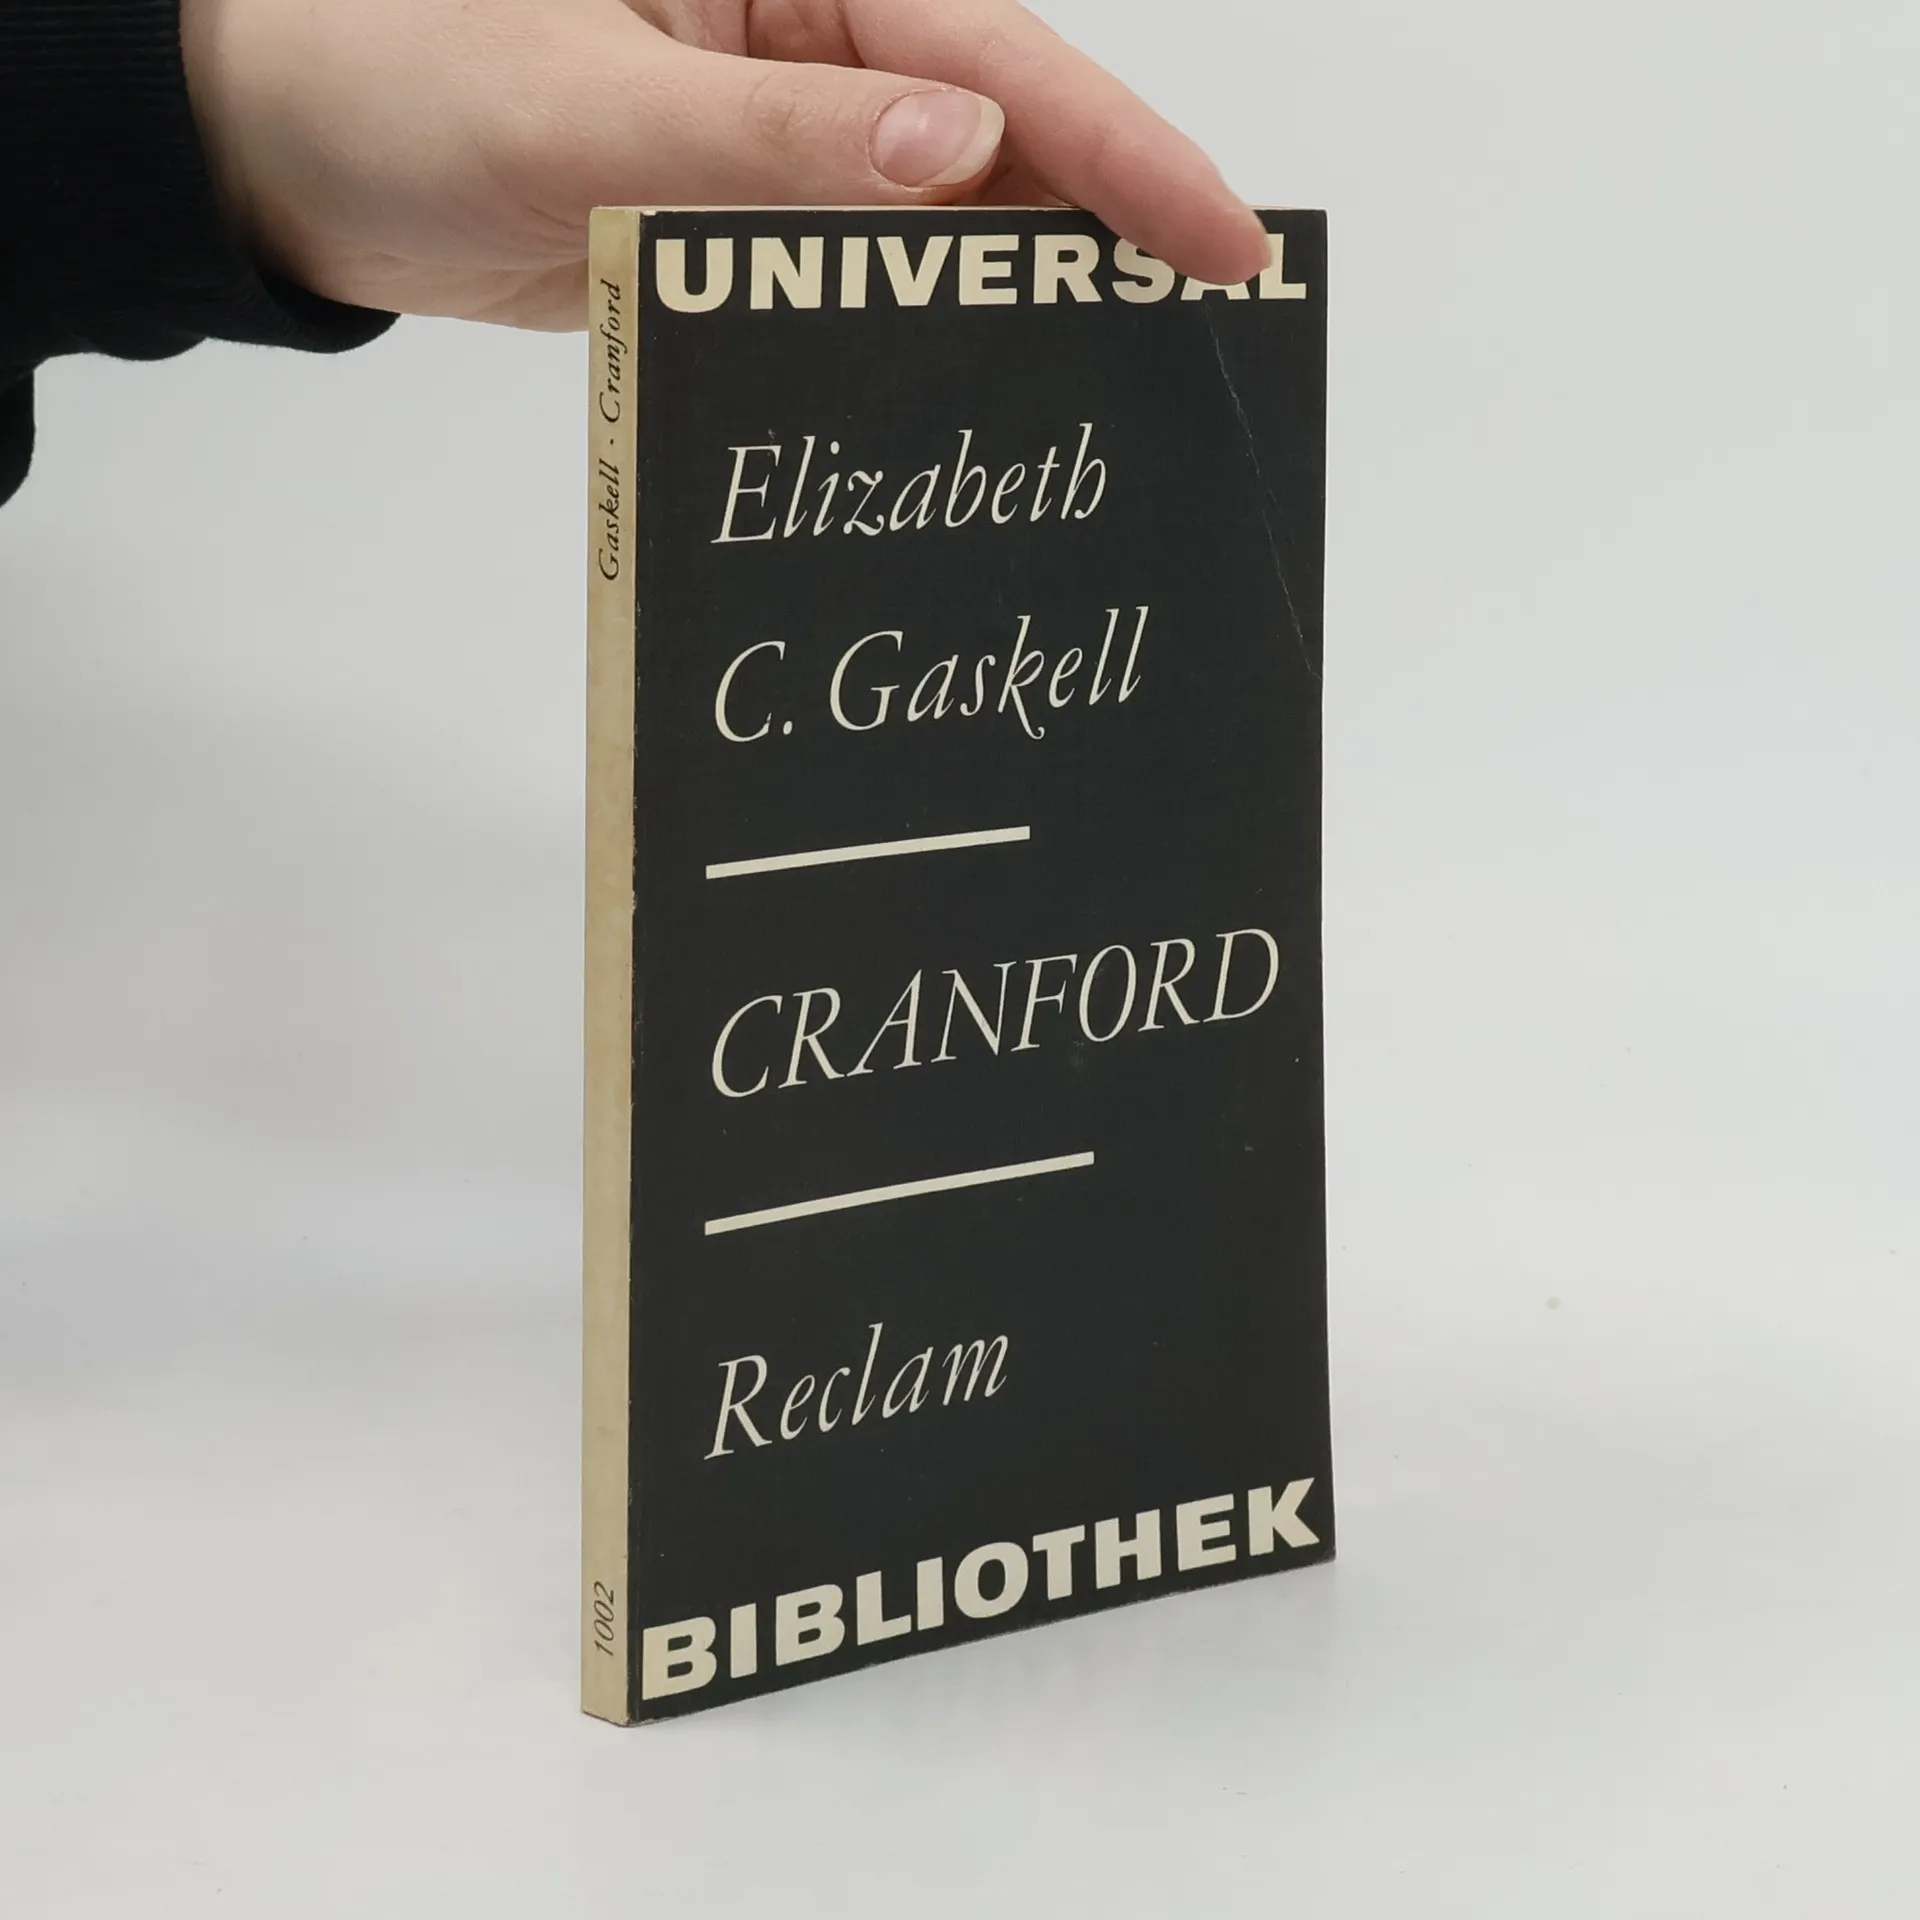 UNIVERSAL
Elizabeth
C. Gaskell
CRANFORD
Reclam
BIBLIOTHEK
Gaskell · Cranford
1002